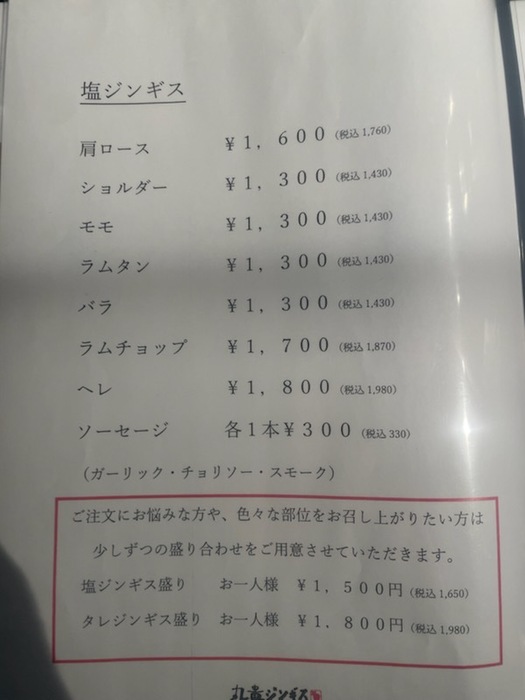 塩ジンギス
肩ロース ￥１，６００（税込 1,760）
ショルダー ￥１，３００（税込 1,430）
モモ ￥１，３００（税込 1,430）
ラムタン ￥１，３００（税込 1,430）
バラ ￥１，３００（税込 1,430）
ラムチョップ ￥１，７００（税込 1,870）
ヘレ ￥１，８００（税込 1,980）
ソーセージ 各１本￥３００（税込 330）
（ガーリック・チョリソー・スモーク）
ご注文にお悩みな方や、色々な部位をお召し上がりたい方は
少しずつの盛り合わせをご用意させていただきます。
塩ジンギス盛り お一人様 ￥１，５００円（税込 1,650）
タレジンギス盛り お一人様 ￥１．８００円（税込 1,980）
ジンギス